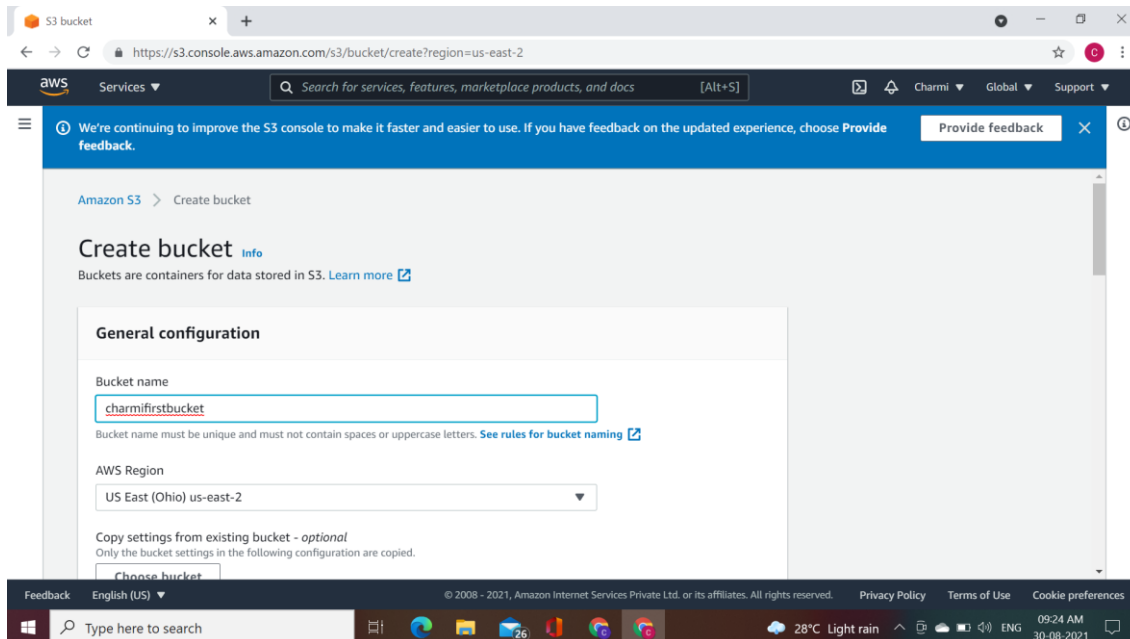 S3 bucket
https://s3.console.aws.amazon.com/s3/bucket/create?region=us-east-2
C
aws Services Search for services, features, marketplace products, and docs [Alt+S] Charmi Global Support
We're continuing to improve the S3 console to make it faster and easier to use. If you have feedback on the updated experience, choose Provide
feedback.
Provide feedback
Amazon S3 > Create bucket
Create bucket Info
Buckets are containers for data stored in S3. Learn more
General configuration
Bucket name
charmifirstbucket
Bucket name must be unique and must not contain spaces or uppercase letters. See rules for bucket naming
AWS Region
US East (Ohio) us-east-2
Copy settings from existing bucket - optional
Only the bucket settings in the following configuration are copied.
Choose bucket
Feedback English (US) © 2008 - 2021, Amazon Internet Services Private Ltd. or its affiliates. All rights reserved. Privacy Policy Terms of Use Cookie preferences
Type here to search 26 28°C Light rain ENG 09:24 AM
30-08-2021